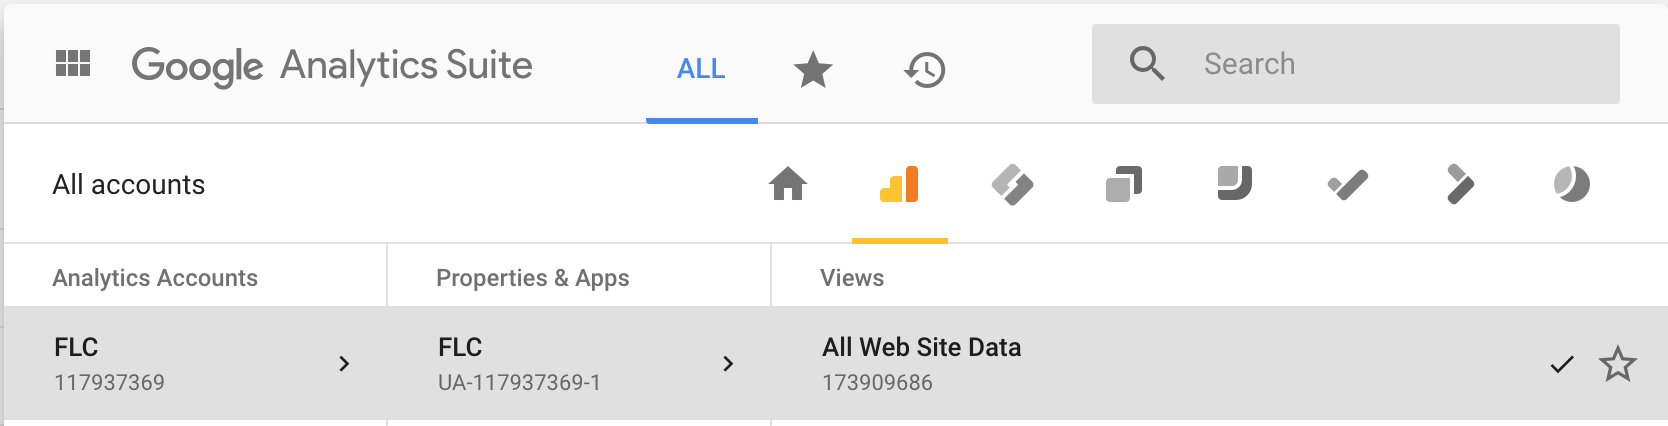 Google Analytics Suite ALL Search
All accounts
Analytics Accounts Properties & Apps Views
FLC FLC All Web Site Data
117937369 UA-117937369-1 173909686